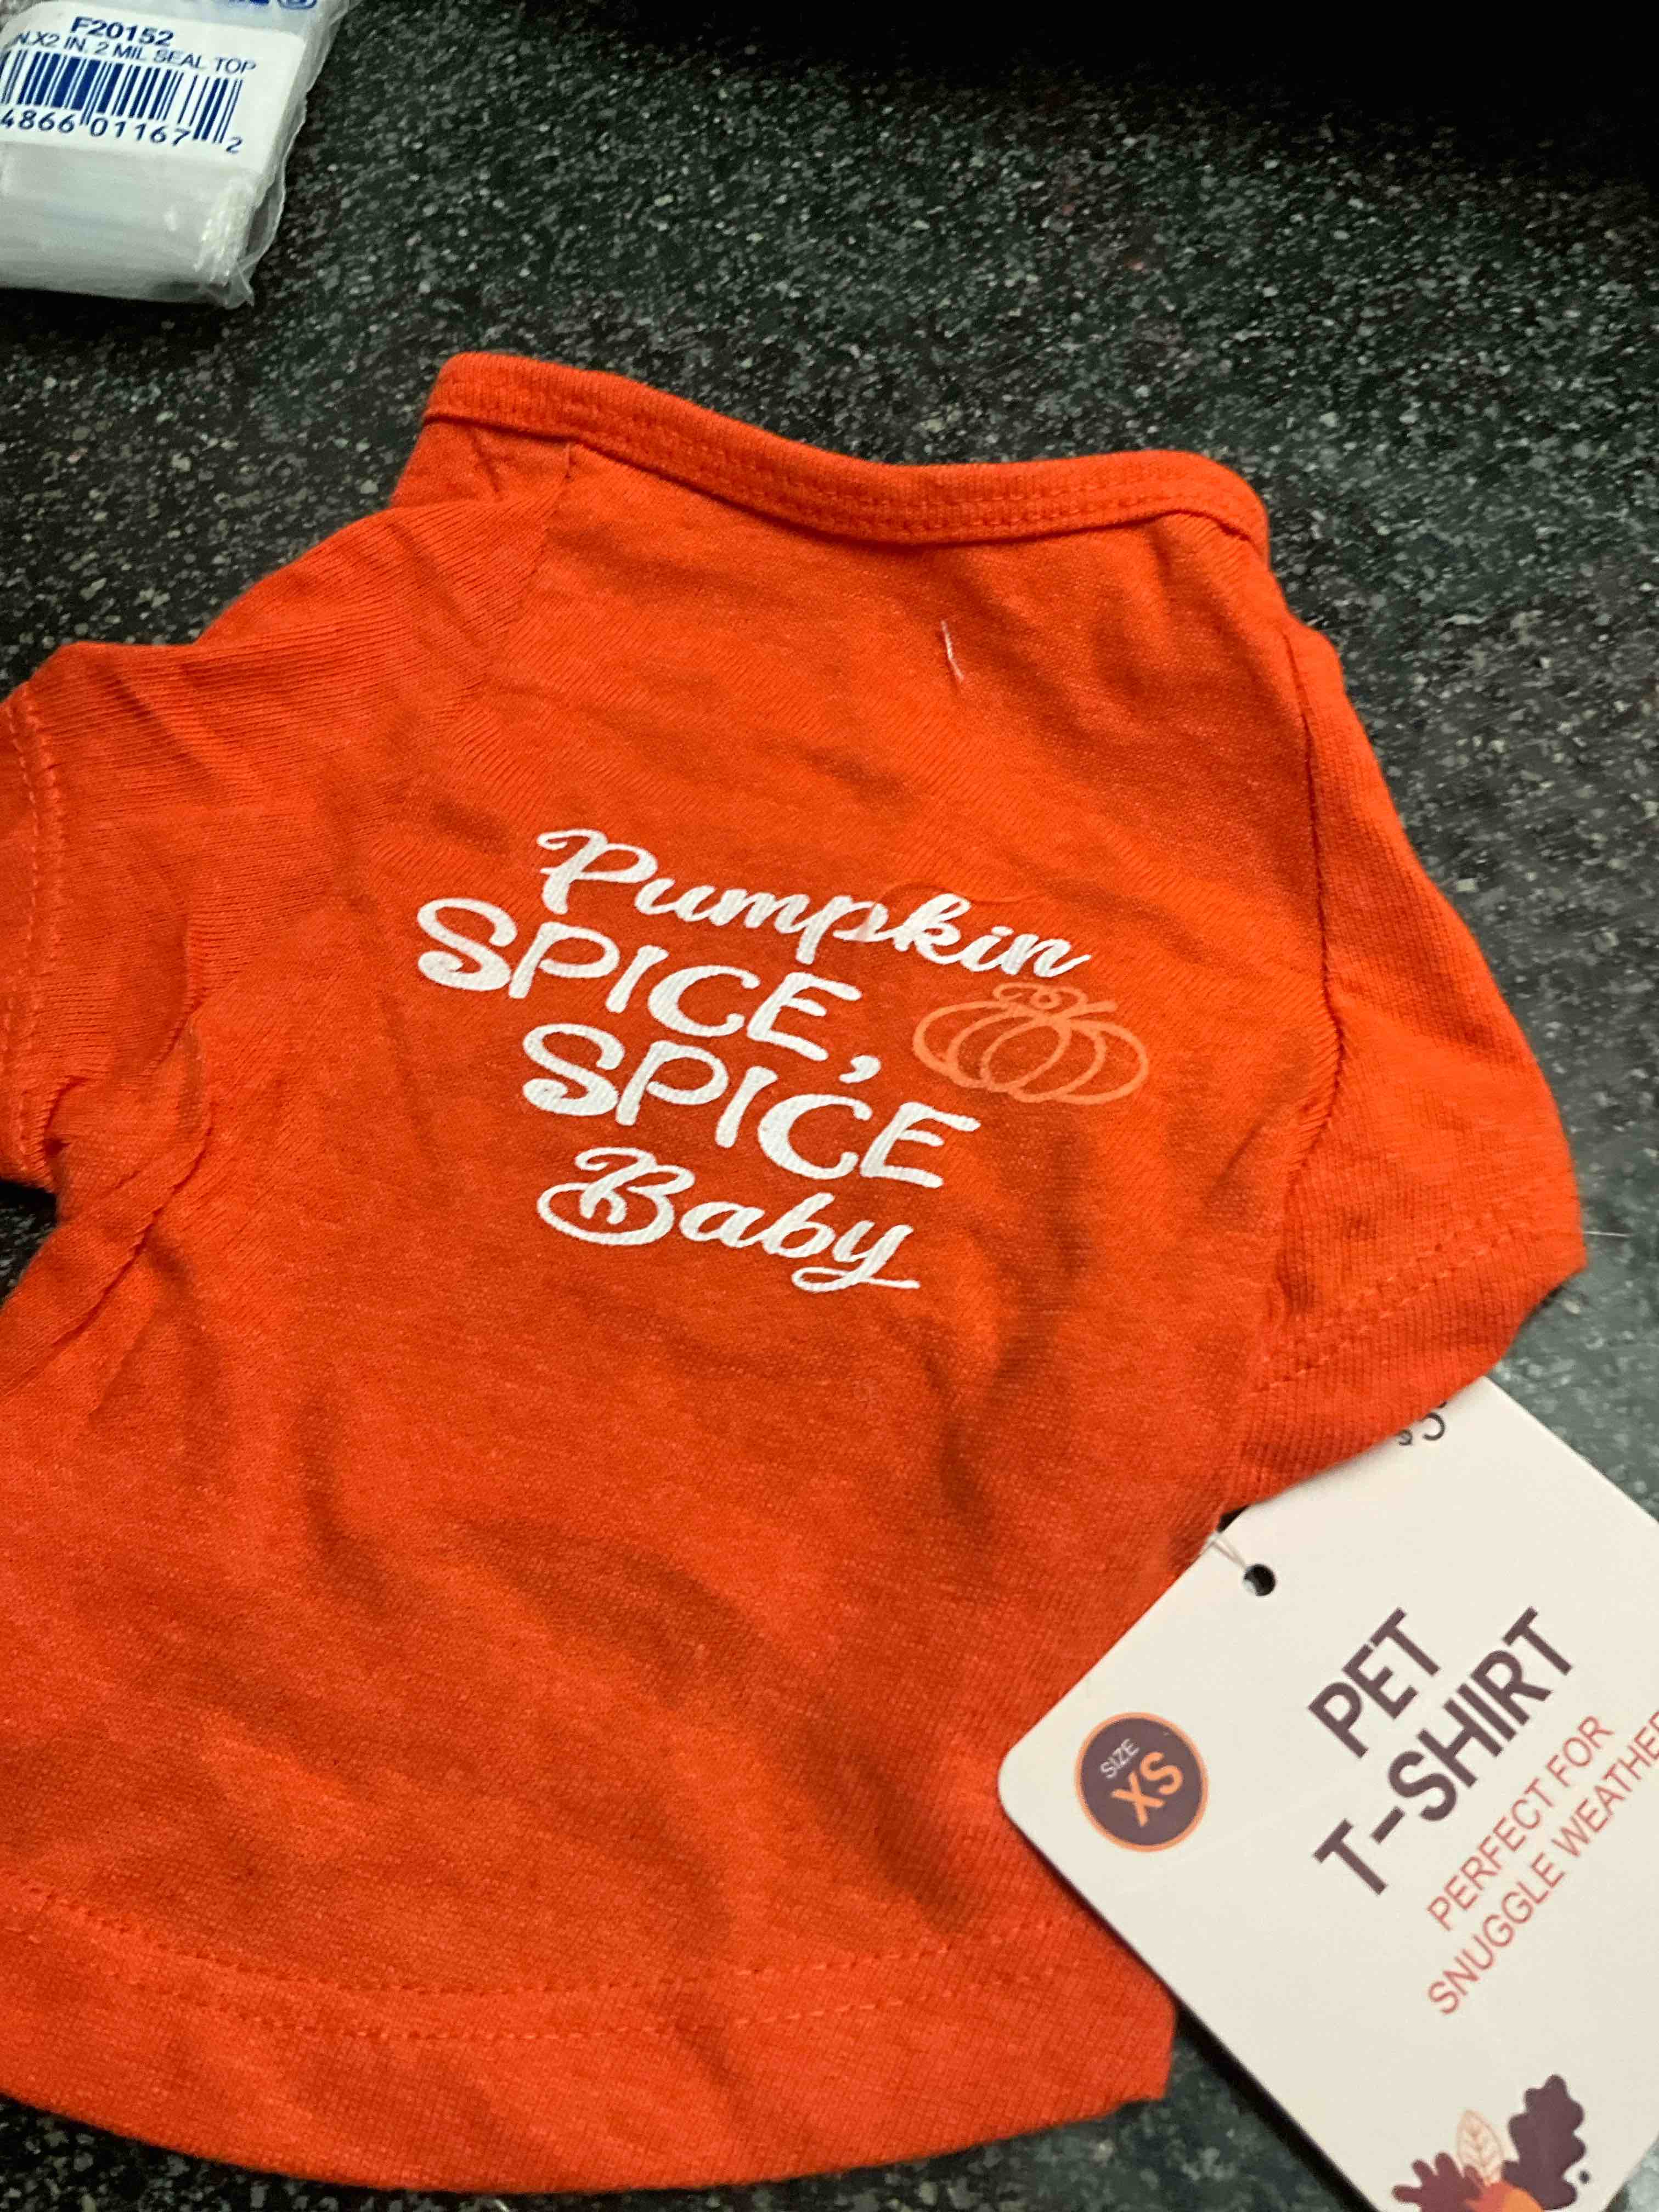 F20152
IN. 2 MIL SEAL TOP
4866 01167 2
Pumpkin
SPICE,
SPICE
Baby
SIZE
XS
PET
T-SHIRT
PERFECT FOR
SNUGGLE WEATHER